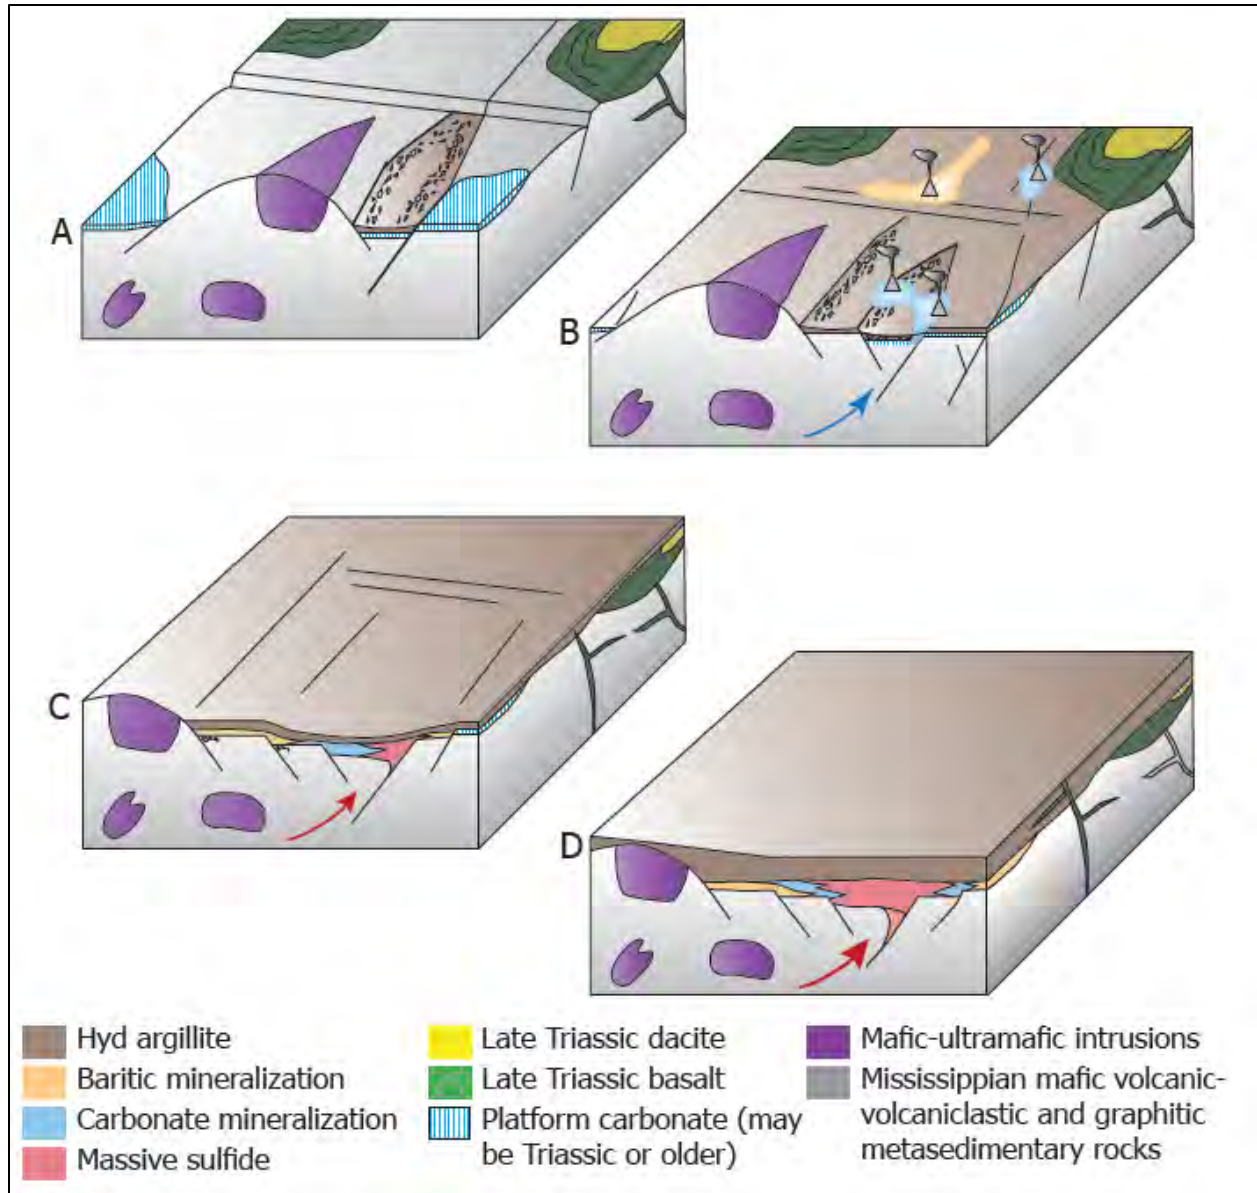 A
B
C
D
Hyd argillite
Baritic mineralization
Carbonate mineralization
Massive sulfide
Late Triassic dacite
Late Triassic basalt
Platform carbonate (may
be Triassic or older)
Mafic-ultramafic intrusions
Mississippian mafic volcanic-
volcaniclastic and graphitic
metasedimentary rocks